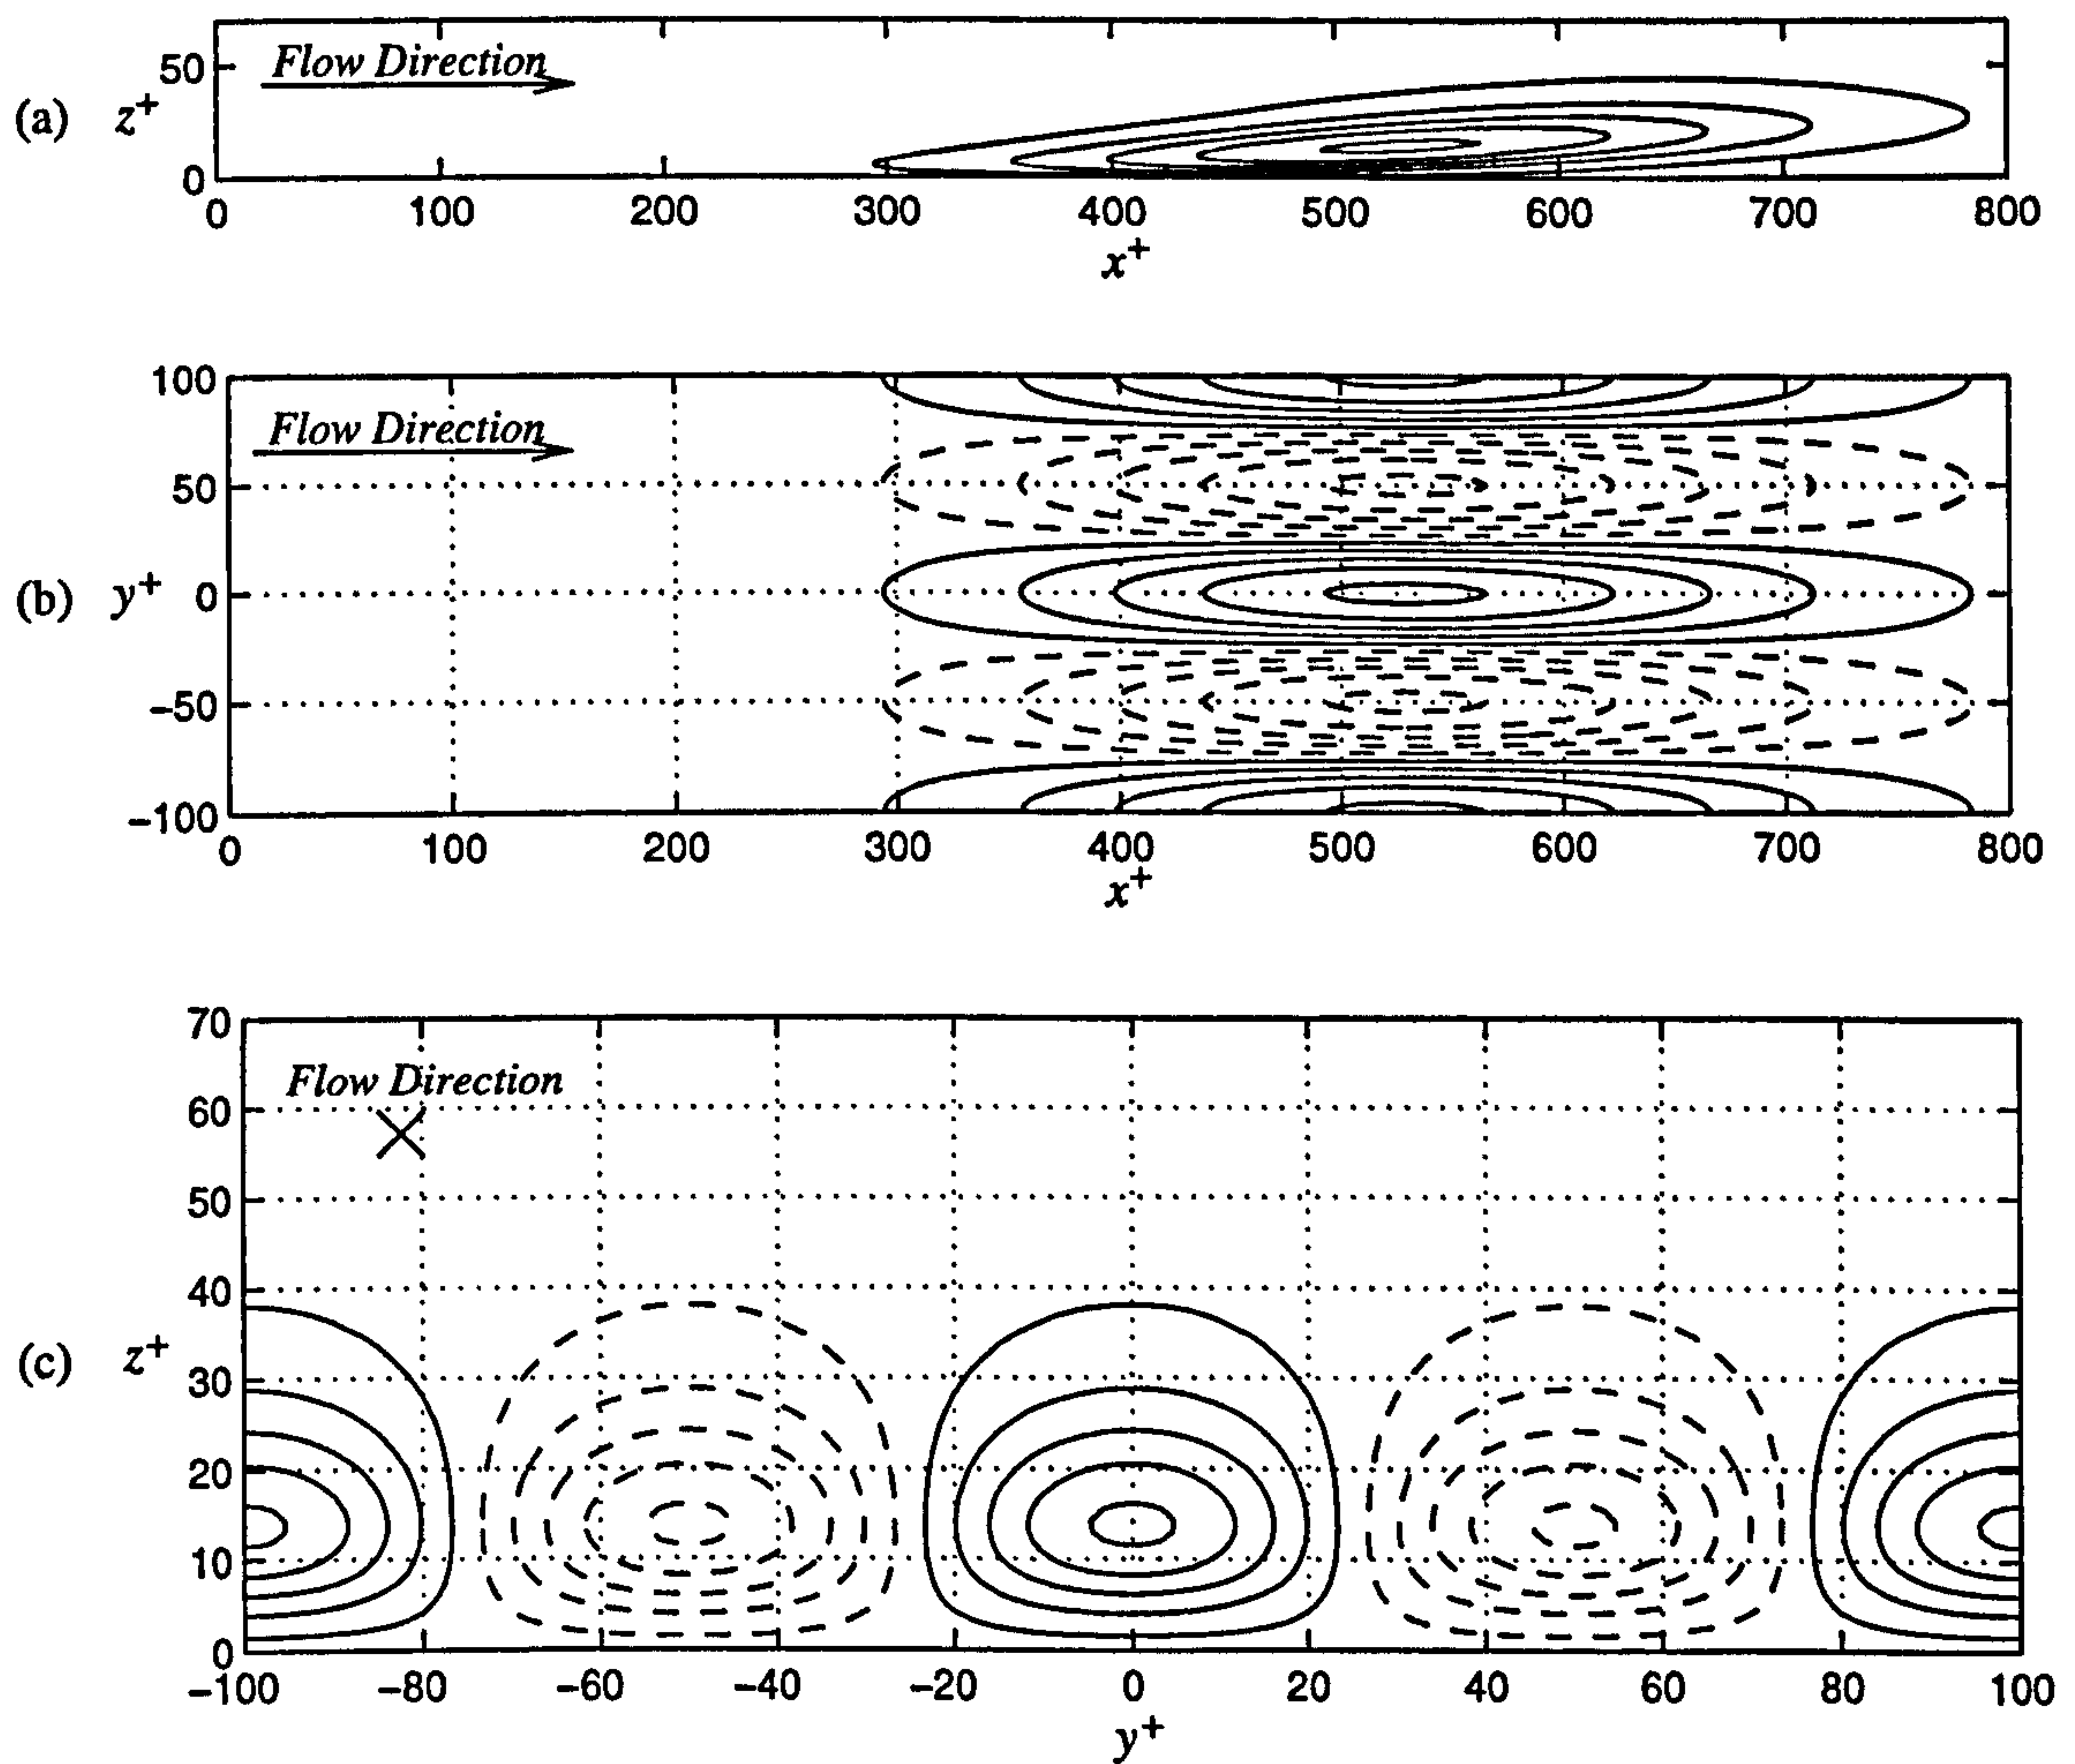 Flow Direction
50
0
(a) z+
0 100 200 300 400 500 600 700 800
x+
100
Flow Direction
50
(b) y+ 0
−50
−100
0 100 200 300 400 500 600 700 800
x+
70
Flow Direction
60
50
40
(c) z+
30
20
10
0
−100 −80 −60 −40 −20 0 20 40 60 80 100
y+